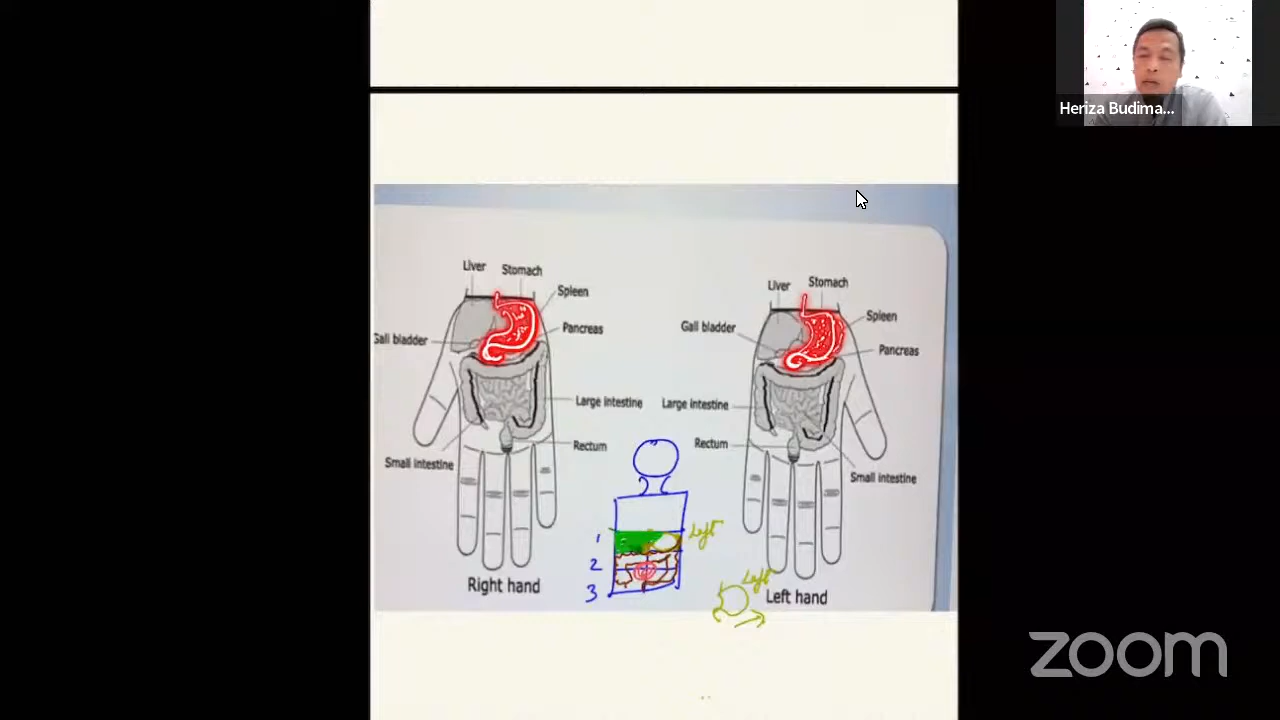 Heriza Budima...
Liver
Stomach
Spleen
Pancreas
Gall bladder
Large intestine
Rectum
Small intestine
Right hand
Liver
Stomach
Spleen
Gall bladder
Pancreas
Large intestine
Rectum
Small intestine
Left hand
1
Left
2
3
Left
zoom